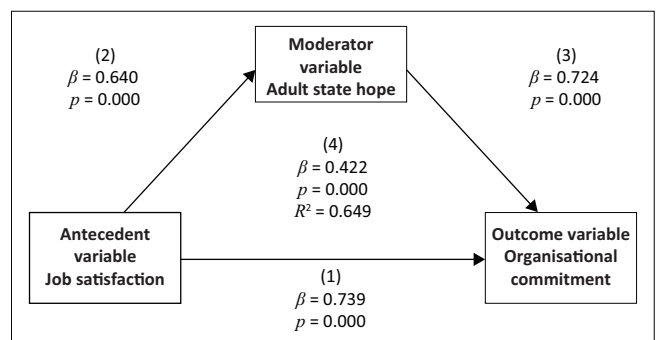 (2)
β = 0.640
p = 0.000
Moderator
variable
Adult state hope
(3)
β = 0.724
p = 0.000
(4)
β = 0.422
p = 0.000
R² = 0.649
Antecedent
variable
Job satisfaction
Outcome variable
Organisational
commitment
(1)
β = 0.739
p = 0.000